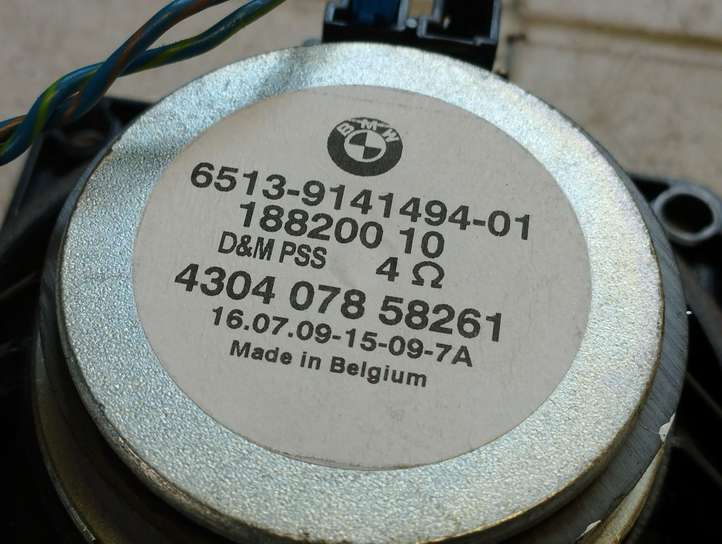 BMW
6513-9141494-01
188200 10
D&M PSS 4 Ω
4304 078 58261
16.07.09-15-09-7A
Made in Belgium